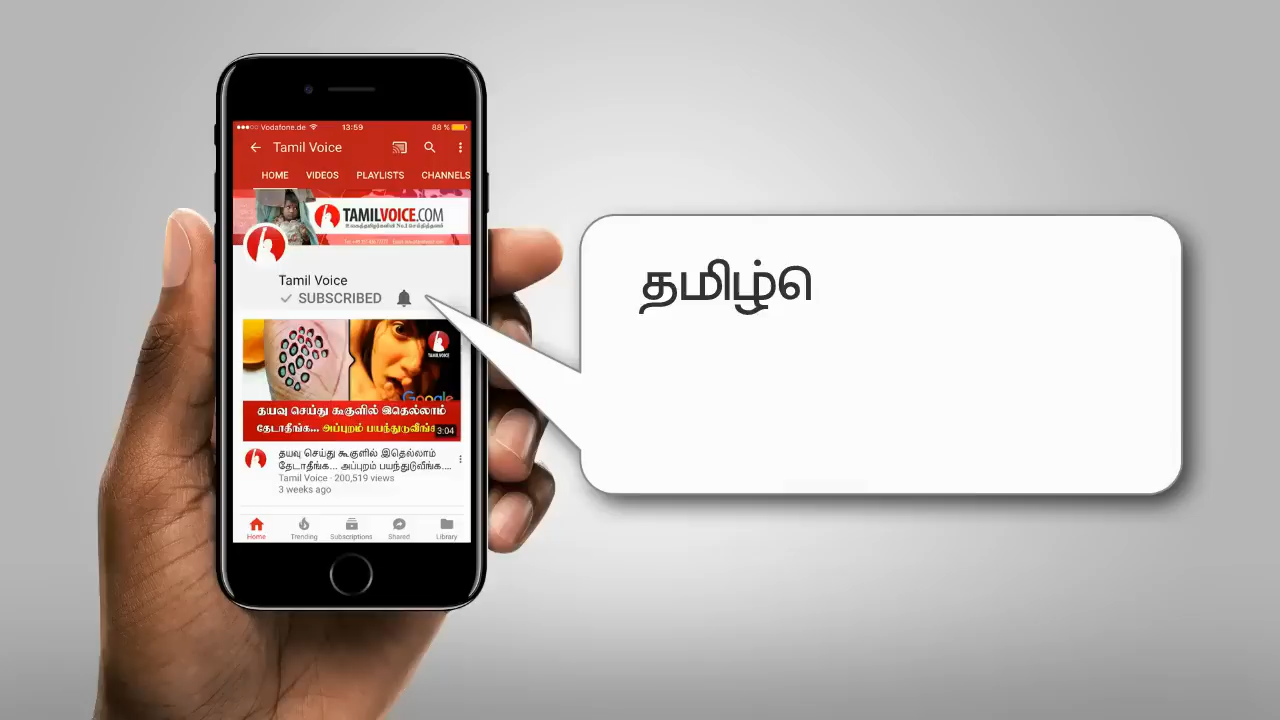 Vodafone.de 13:59 88 %
Tamil Voice
HOME VIDEOS PLAYLISTS CHANNELS
TAMILVOICE.COM
Tamil Voice
SUBSCRIBED
TAMIL VOICE
Google
தயவு செய்து கூகுளில் இதெல்லாம்
தேடாதீங்க... அப்புறம் பயந்துடுவீங்க
3:04
தயவு செய்து கூகுளில் இதெல்லாம்
தேடாதீங்க... அப்புறம் பயந்துடுவீங்க....
Tamil Voice · 200,519 views
3 weeks ago
Home Trending Subscriptions Shared Library
தமிழ்வெ